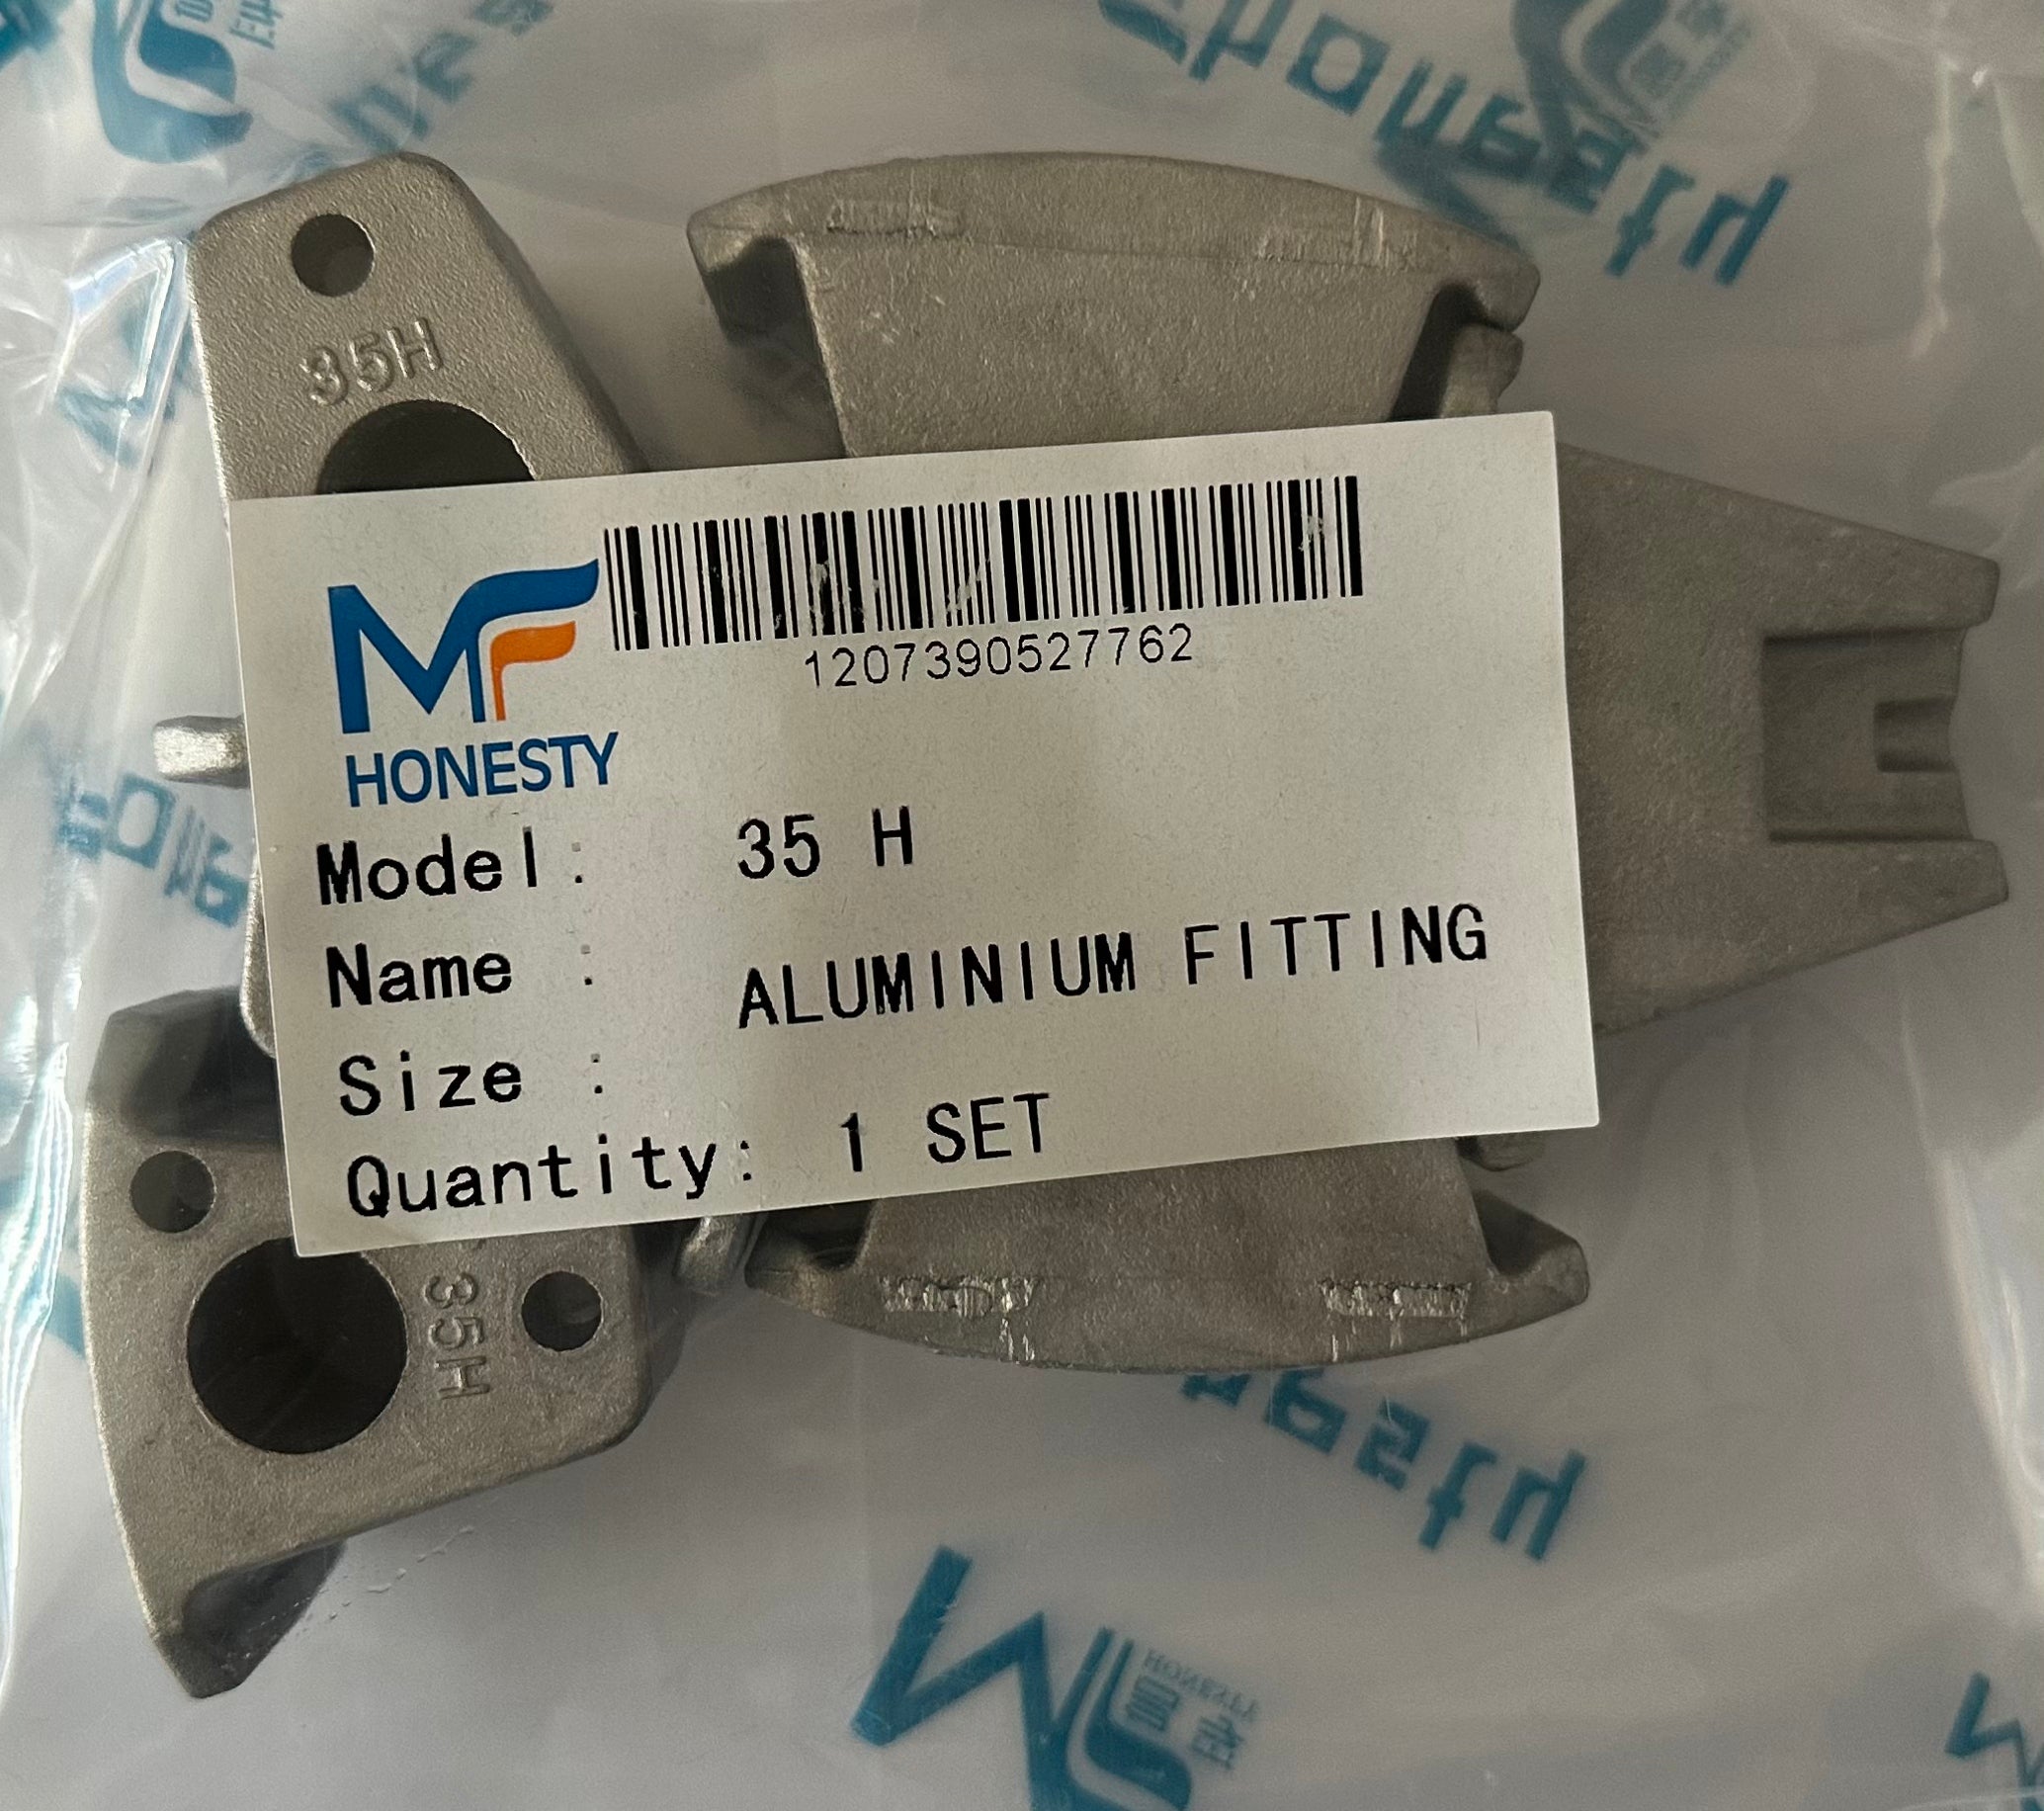 35H
1207390527762
MF
HONESTY
Model: 35 H
Name : ALUMINIUM FITTING
Size :
Quantity: 1 SET
35H